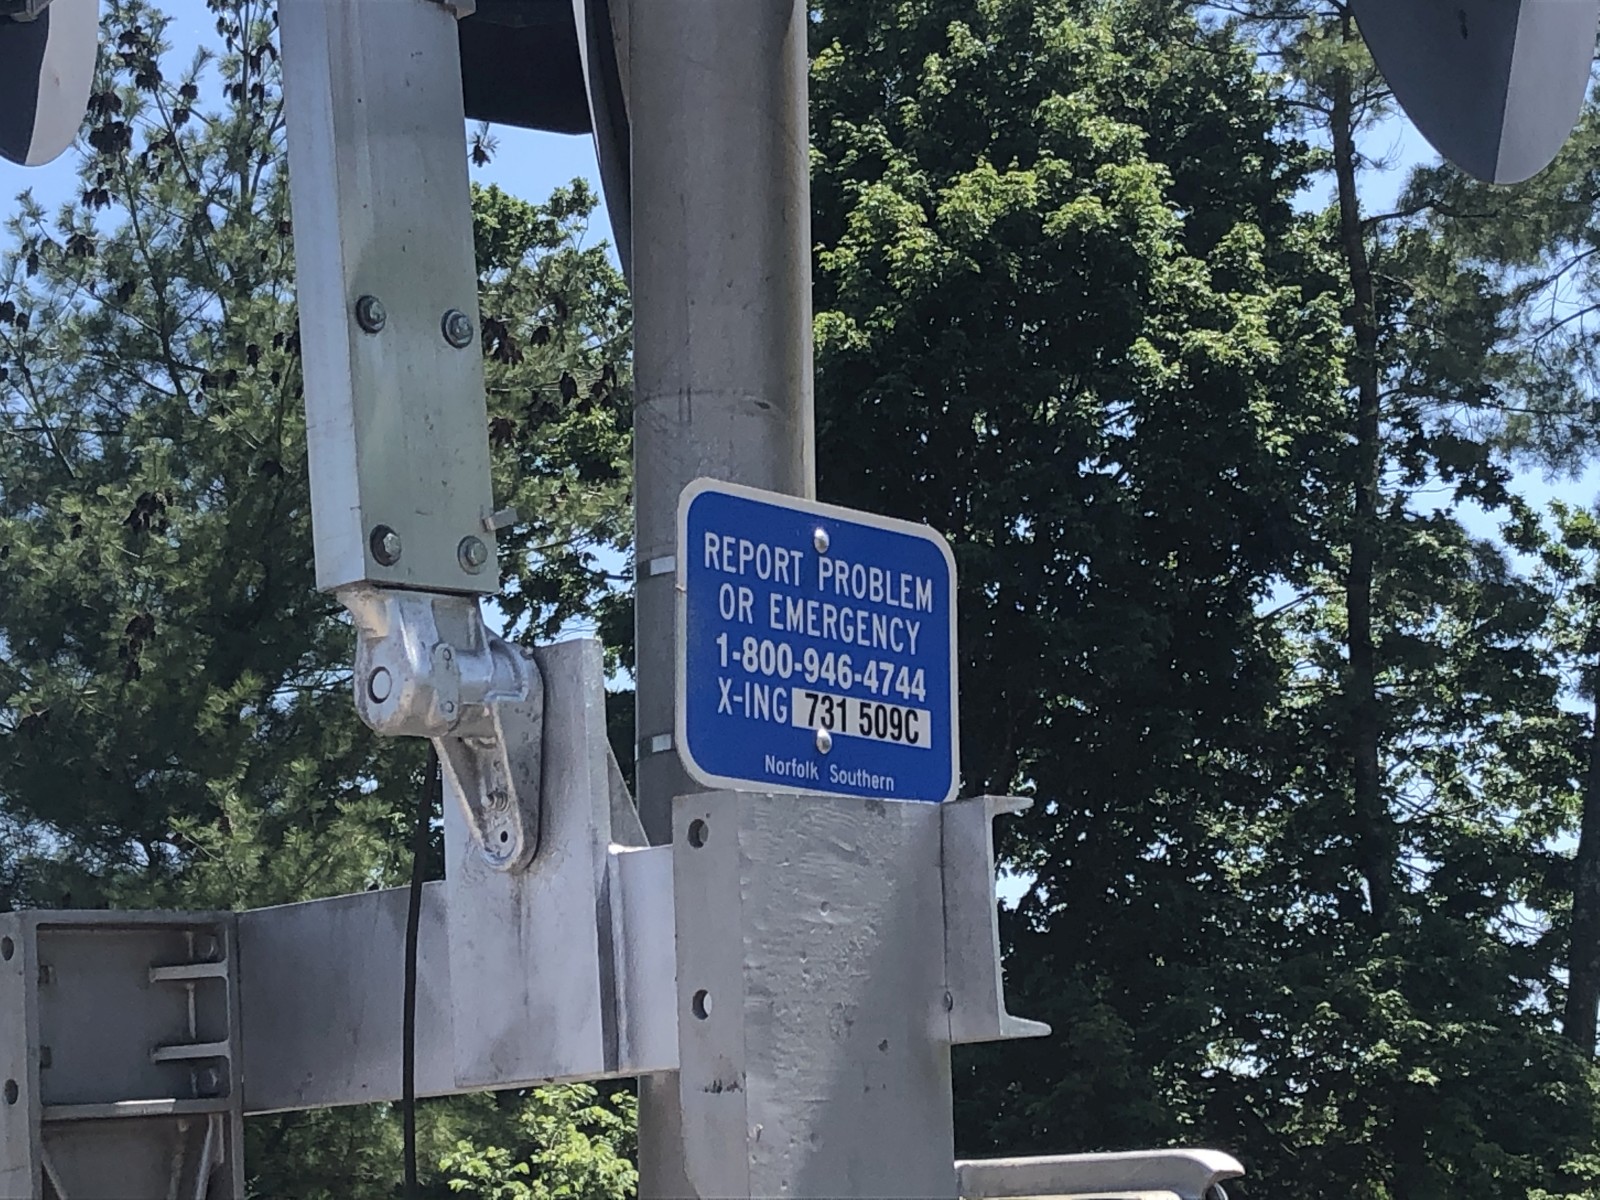 REPORT PROBLEM
OR EMERGENCY
1-800-946-4744
X-ING 731 509C
Norfolk Southern